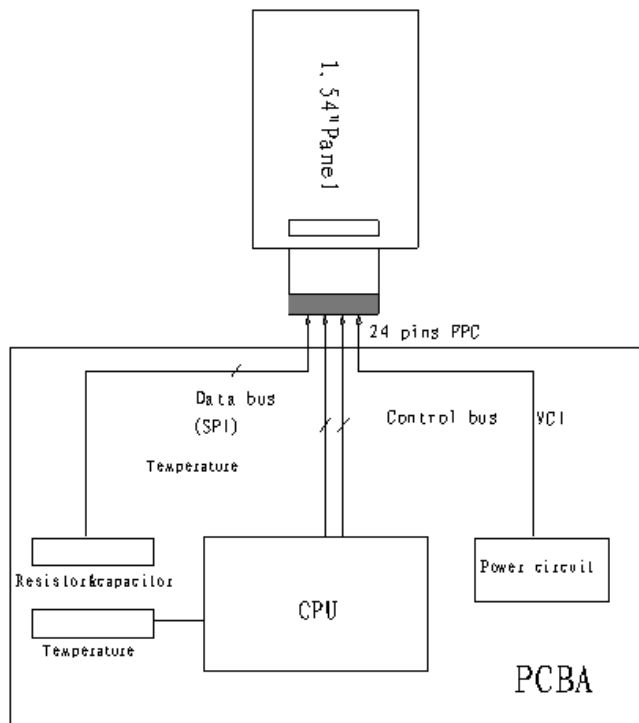 1.54"Panel
24 pins FPC
Data bus
(SPI)
Control bus
VCI
Temperature
Resistor&capacitor
CPU
Power circuit
Temperature
PCBA